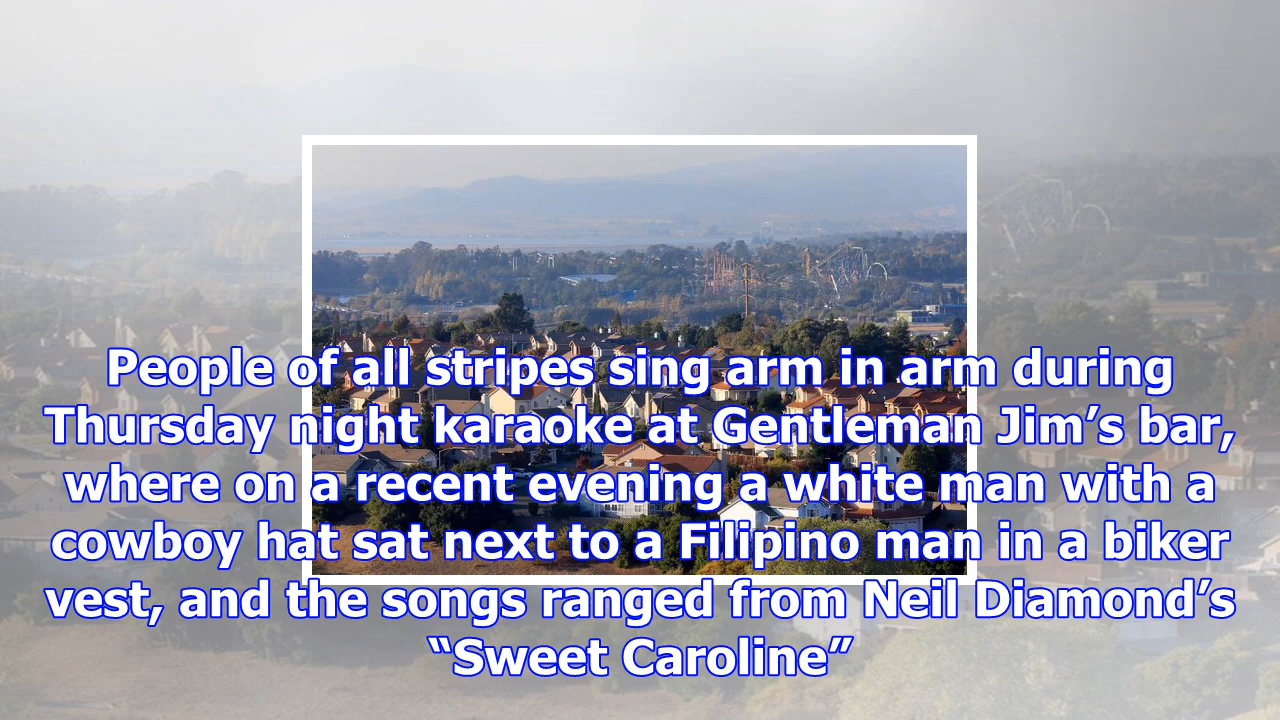 People of all stripes sing arm in arm during
Thursday night karaoke at Gentleman Jim’s bar,
where on a recent evening a white man with a
cowboy hat sat next to a Filipino man in a biker
vest, and the songs ranged from Neil Diamond’s
“Sweet Caroline”